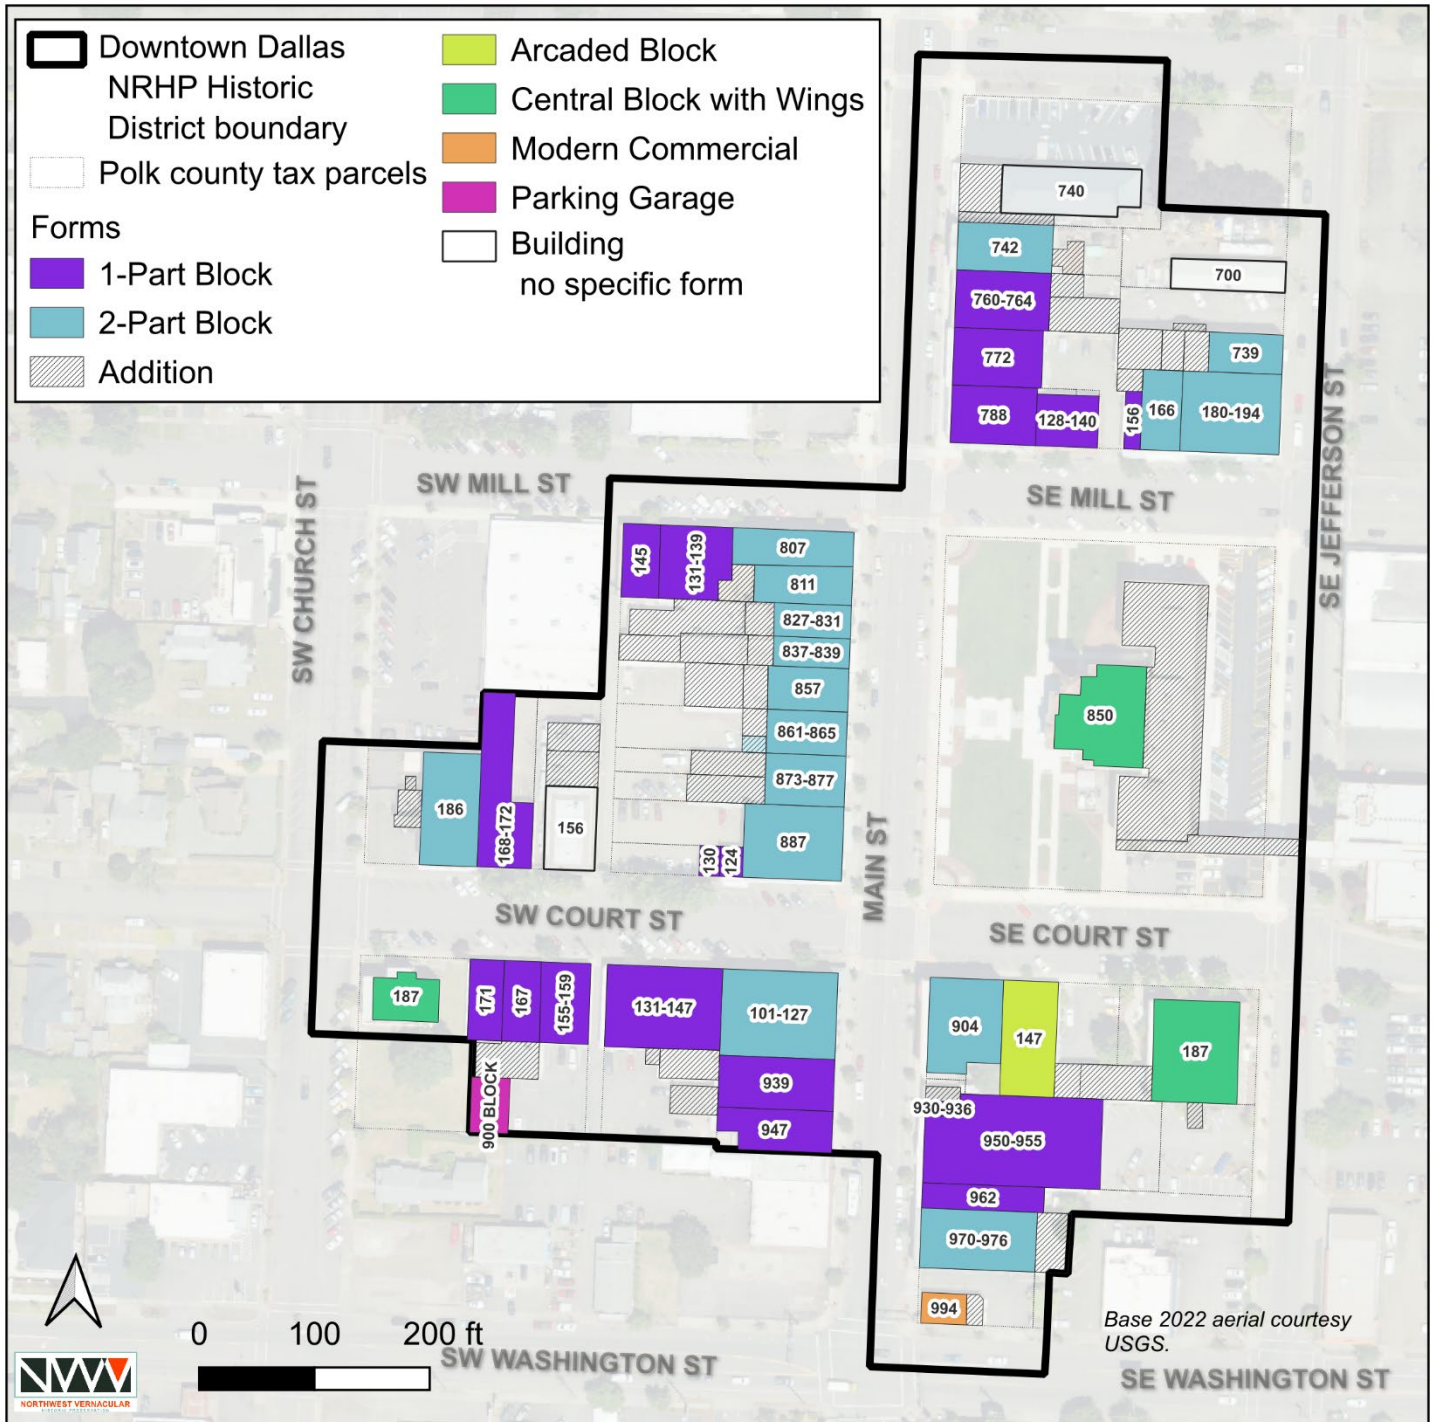 Downtown Dallas
NRHP Historic
District boundary
Polk county tax parcels
Forms
1-Part Block
2-Part Block
Addition
Arcaded Block
Central Block with Wings
Modern Commercial
Parking Garage
Building
no specific form
740
742
700
760-764
739
772
788
128-140
156
166
180-194
SW MILL ST
SE MILL ST
SE JEFFERSON ST
SW CHURCH ST
145
131-139
807
811
827-831
837-839
857
861-865
850
873-877
186
168-172
156
130
124
887
MAIN ST
SW COURT ST
SE COURT ST
187
171
167
155-159
131-147
101-127
904
147
187
939
900 BLOCK
947
930-936
950-955
962
970-976
994
0 100 200 ft
Base 2022 aerial courtesy
USGS.
SW WASHINGTON ST
SE WASHINGTON ST
NWV
NORTHWEST VERNACULAR
HISTORIC PRESERVATION